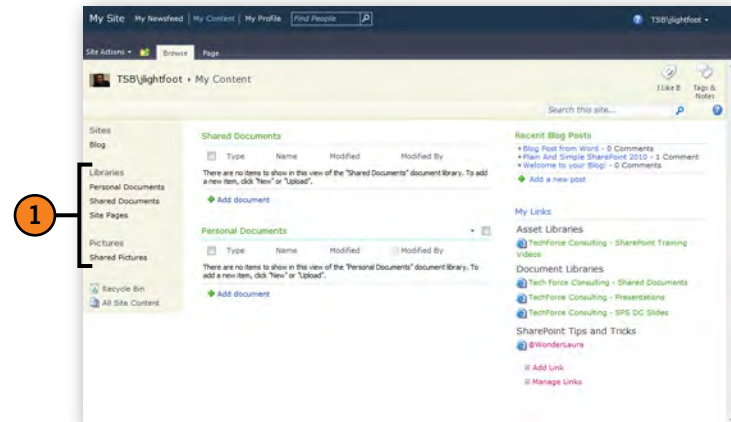 My Site My Newsfeed | My Content | My Profile Find People TSB\jlightfoot
Site Actions Browse Page
TSB\jlightfoot › My Content
I Like It Tags & Notes
Search this site...
Sites
Blog
Libraries
Personal Documents
Shared Documents
Site Pages
Pictures
Shared Pictures
Recycle Bin
All Site Content
1
Shared Documents
Type Name Modified Modified By
There are no items to show in this view of the "Shared Documents" document library. To add
a new item, click "New" or "Upload".
Add document
Personal Documents
Type Name Modified Modified By
There are no items to show in this view of the "Personal Documents" document library. To
add a new item, click "New" or "Upload".
Add document
Recent Blog Posts
Blog Post from Word - 0 Comments
Plain And Simple SharePoint 2010 - 1 Comment
Welcome to your Blog! - 0 Comments
Add a new post
My Links
Asset Libraries
TechForce Consulting - SharePoint Training
Videos
Document Libraries
Tech Force Consulting - Shared Documents
TechForce Consulting - Presentations
TechForce Consulting - SPS DC Slides
SharePoint Tips and Tricks
@WonderLaura
Add Link
Manage Links